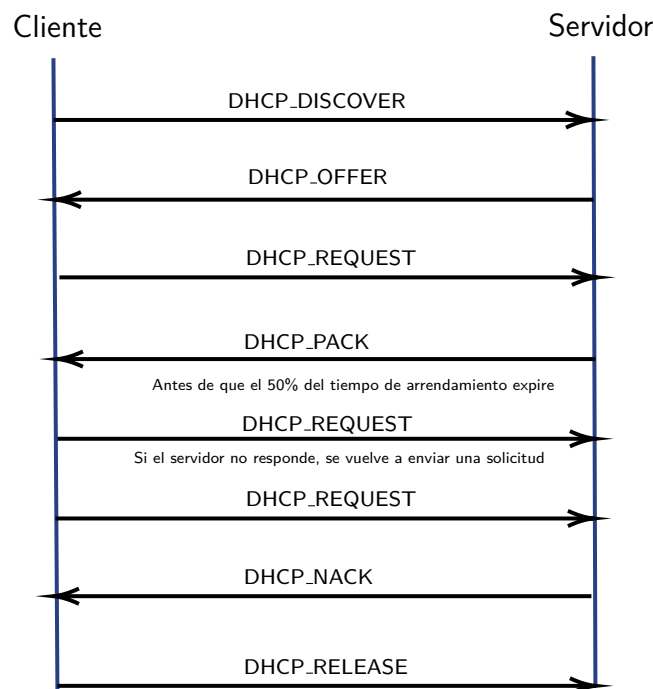 Cliente
Servidor
DHCP_DISCOVER
DHCP_OFFER
DHCP_REQUEST
DHCP_PACK
Antes de que el 50% del tiempo de arrendamiento expire
DHCP_REQUEST
Si el servidor no responde, se vuelve a enviar una solicitud
DHCP_REQUEST
DHCP_NACK
DHCP_RELEASE